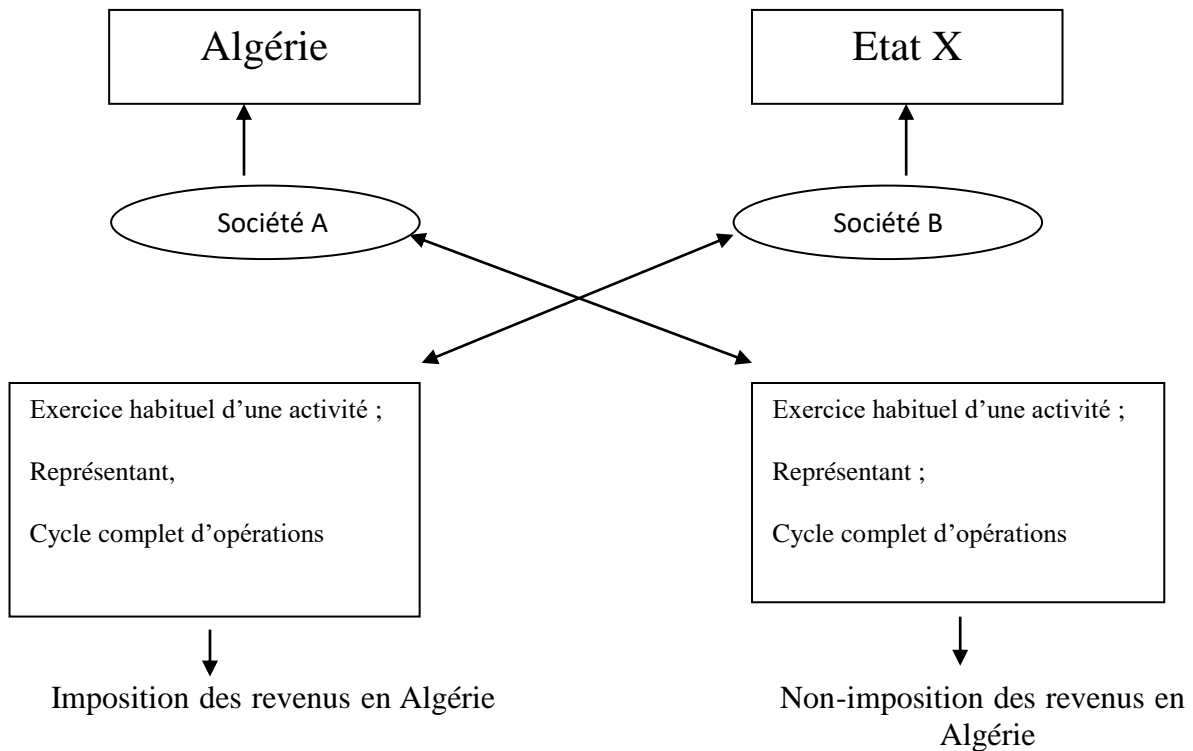 Algérie
Etat X
Société A
Société B
Exercice habituel d’une activité ;
Représentant,
Cycle complet d’opérations
Exercice habituel d’une activité ;
Représentant ;
Cycle complet d’opérations
Imposition des revenus en Algérie
Non-imposition des revenus en
Algérie